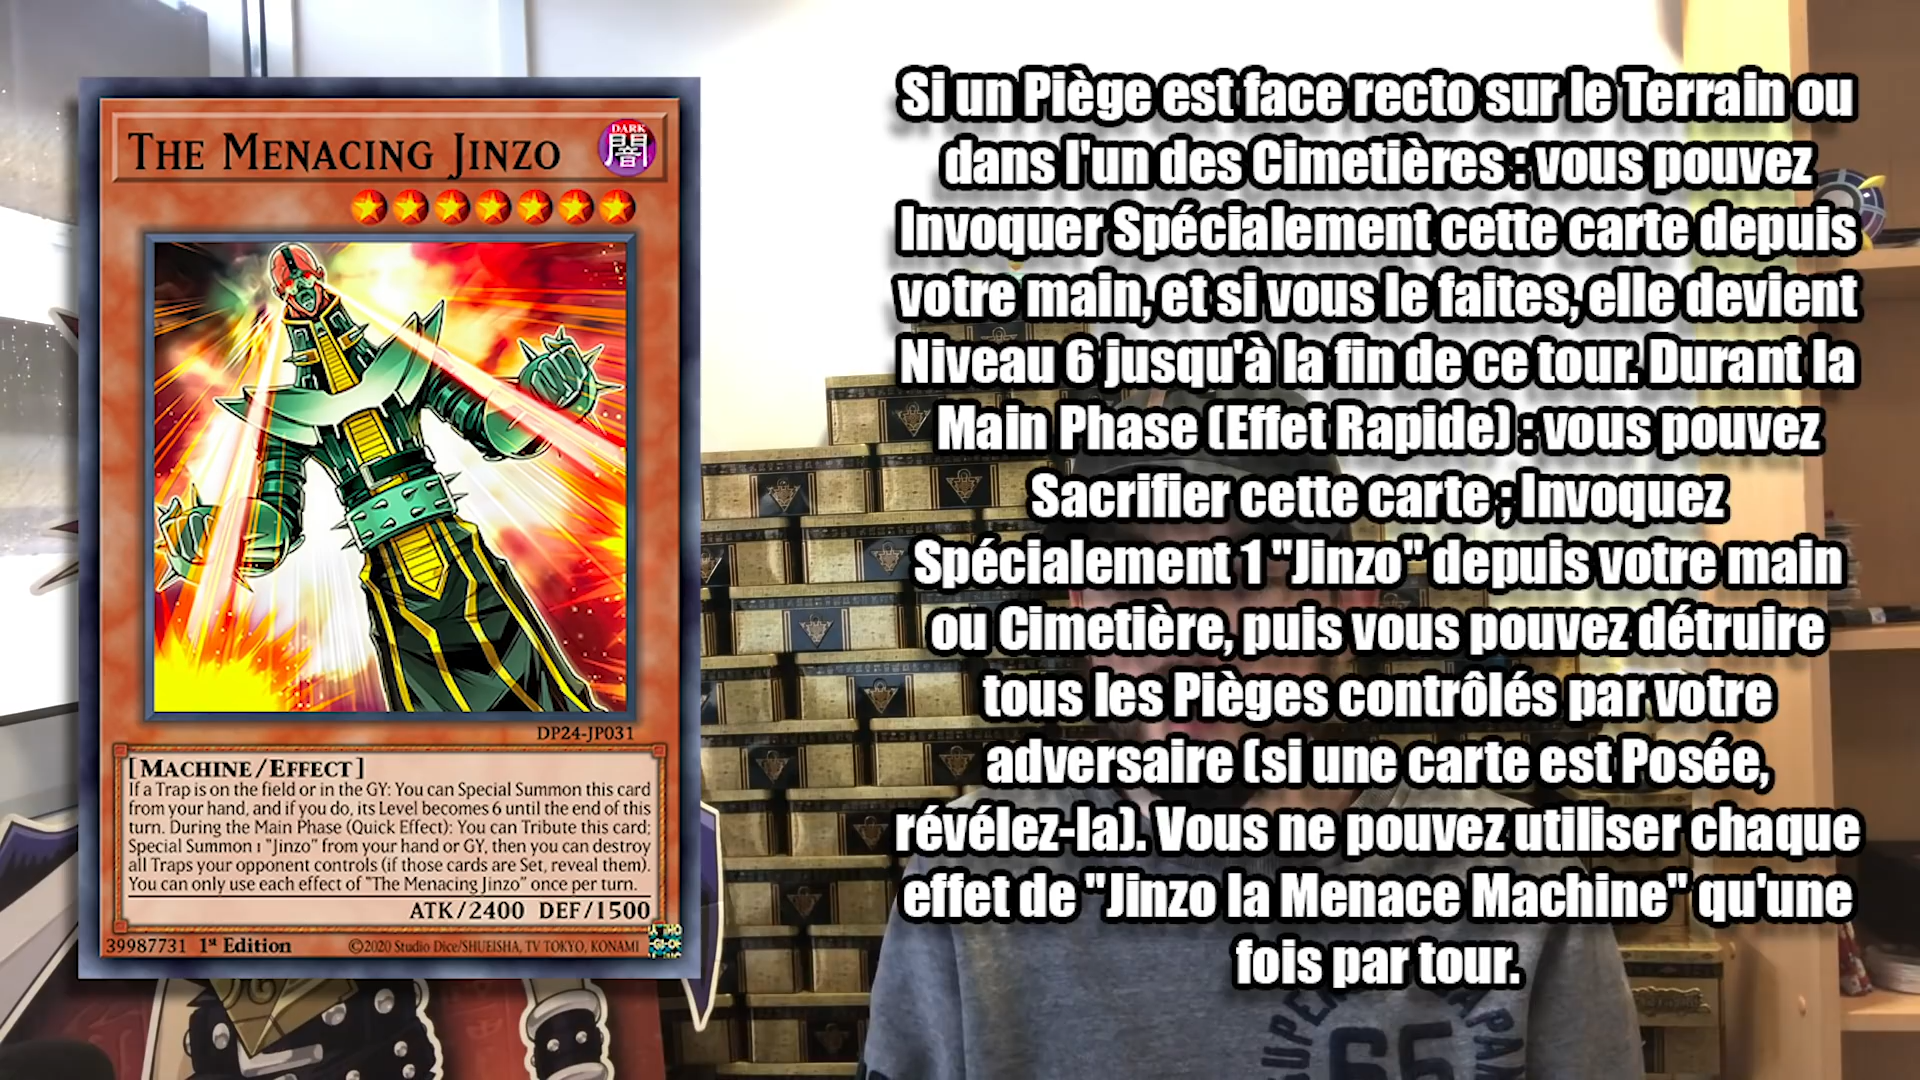 THE MENACING JINZO
DARK
闇
DP24-JP031
[MACHINE/EFFECT]
If a Trap is on the field or in the GY: You can Special Summon this card
from your hand, and if you do, its Level becomes 6 until the end of this
turn. During the Main Phase (Quick Effect): You can Tribute this card;
Special Summon 1 "Jinzo" from your hand or GY, then you can destroy
all Traps your opponent controls (if those cards are Set, reveal them).
You can only use each effect of "The Menacing Jinzo" once per turn.
ATK/2400 DEF/1500
39987731 1st Edition ©2020 Studio Dice/SHUEISHA, TV TOKYO, KONAMI
Si un Piège est face recto sur le Terrain ou
dans l'un des Cimetières : vous pouvez
Invoquer Spécialement cette carte depuis
votre main, et si vous le faites, elle devient
Niveau 6 jusqu'à la fin de ce tour. Durant la
Main Phase (Effet Rapide) : vous pouvez
Sacrifier cette carte ; Invoquez
Spécialement 1 "Jinzo" depuis votre main
ou Cimetière, puis vous pouvez détruire
tous les Pièges contrôlés par votre
adversaire (si une carte est Posée,
révélez-la). Vous ne pouvez utiliser chaque
effet de "Jinzo la Menace Machine" qu'une
fois par tour.
65